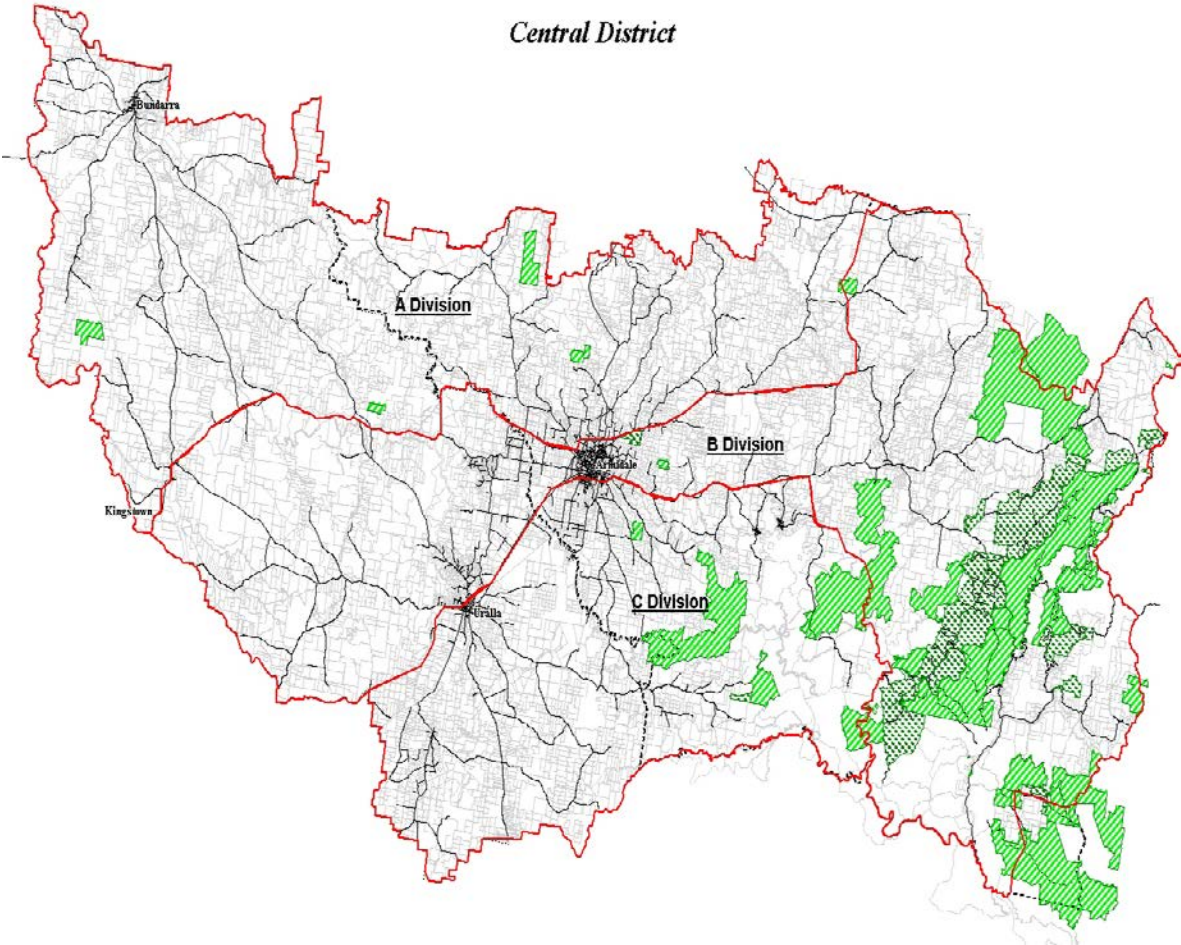 Central District
Bundarra
A Division
B Division
Armidale
Kingstown
C Division
Uralla